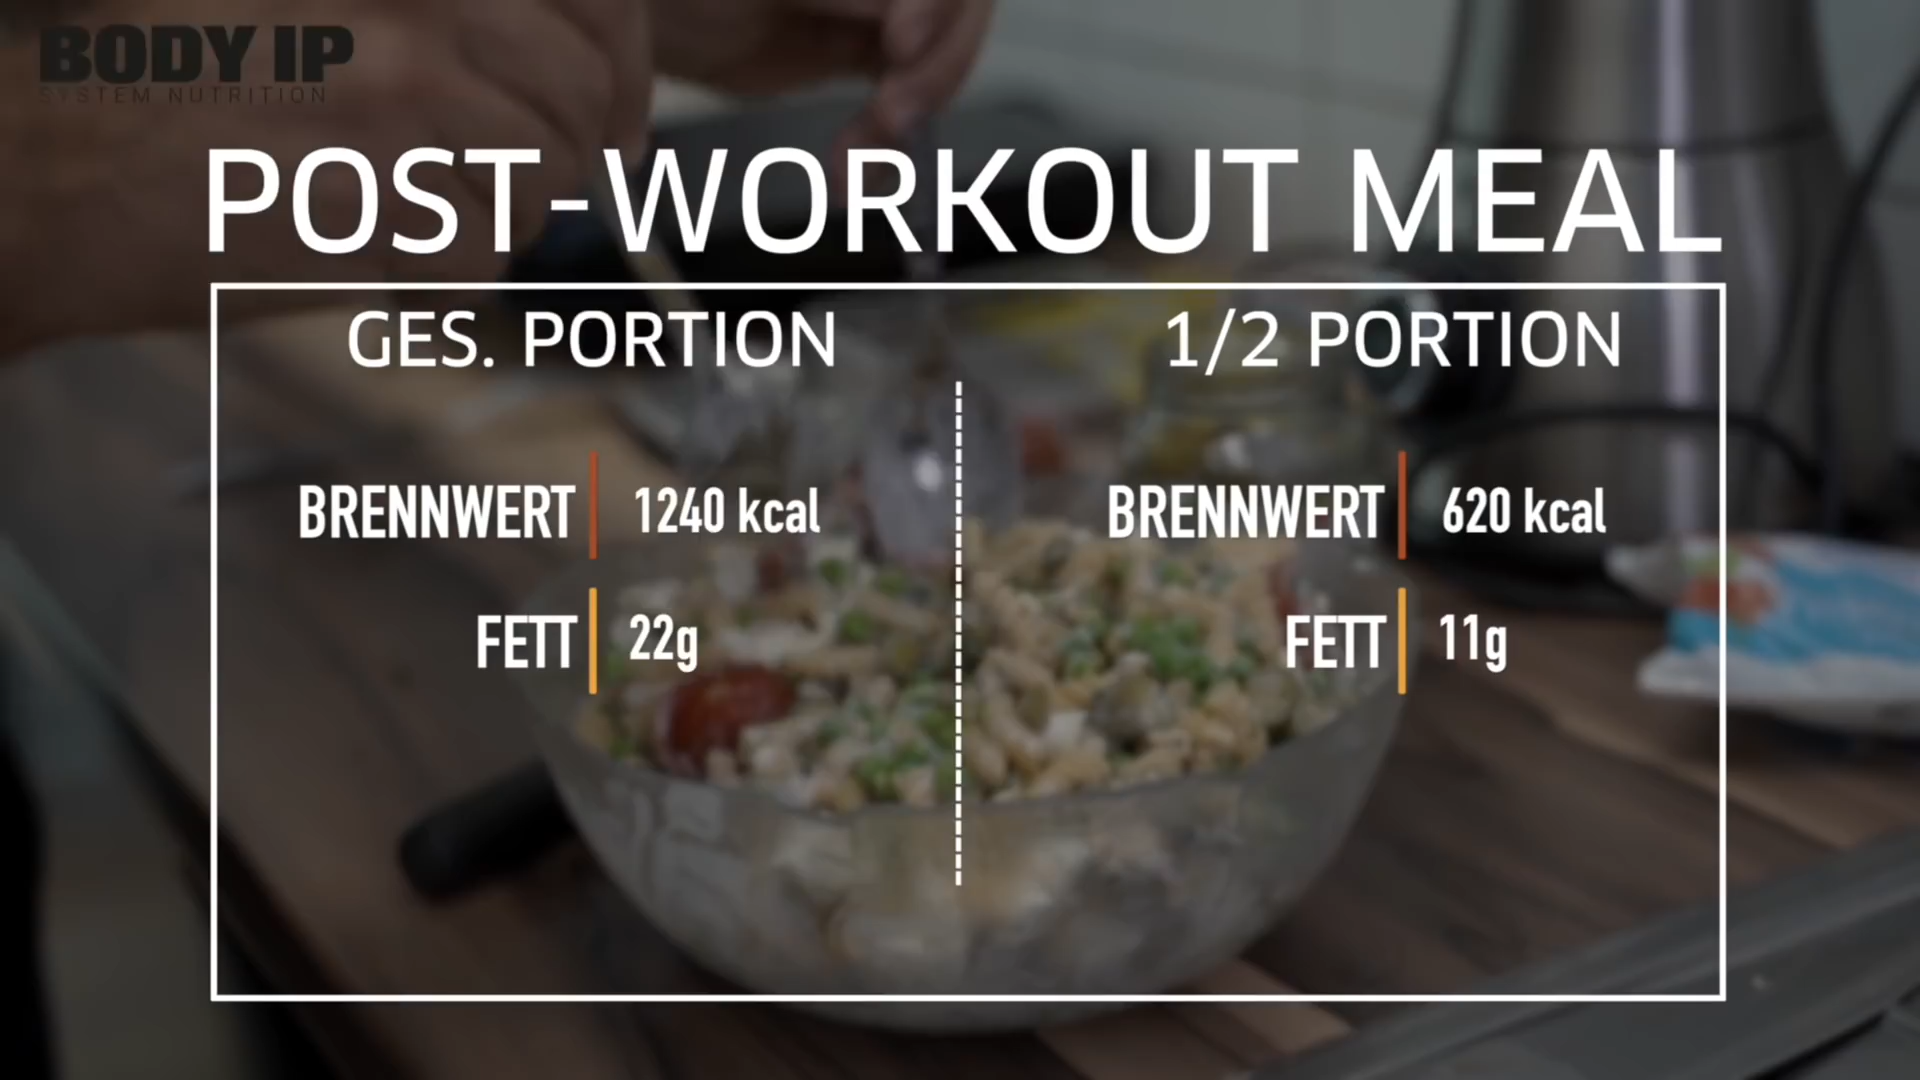 BODY IP
SYSTEM NUTRITION
POST-WORKOUT MEAL
GES. PORTION
BRENNWERT 1240 kcal
FETT 22g
1/2 PORTION
BRENNWERT 620 kcal
FETT 11g